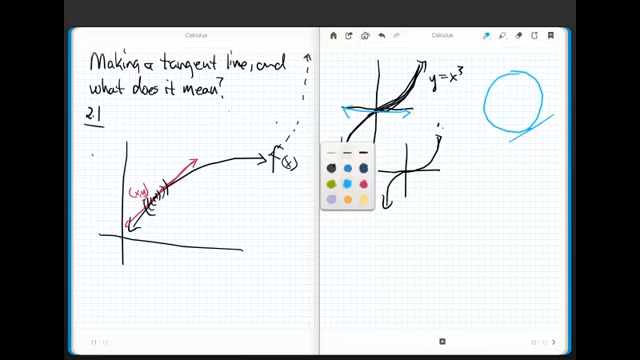 Calculus
Making a tangent line, and
what does it mean?
2.1
(x,y)
f(x)
11 / 12
Calculus
y = x³
12 / 12